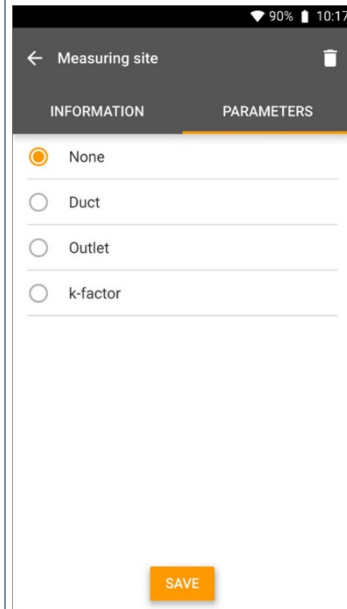 90% 10:17
Measuring site
INFORMATION PARAMETERS
None
Duct
Outlet
k-factor
SAVE